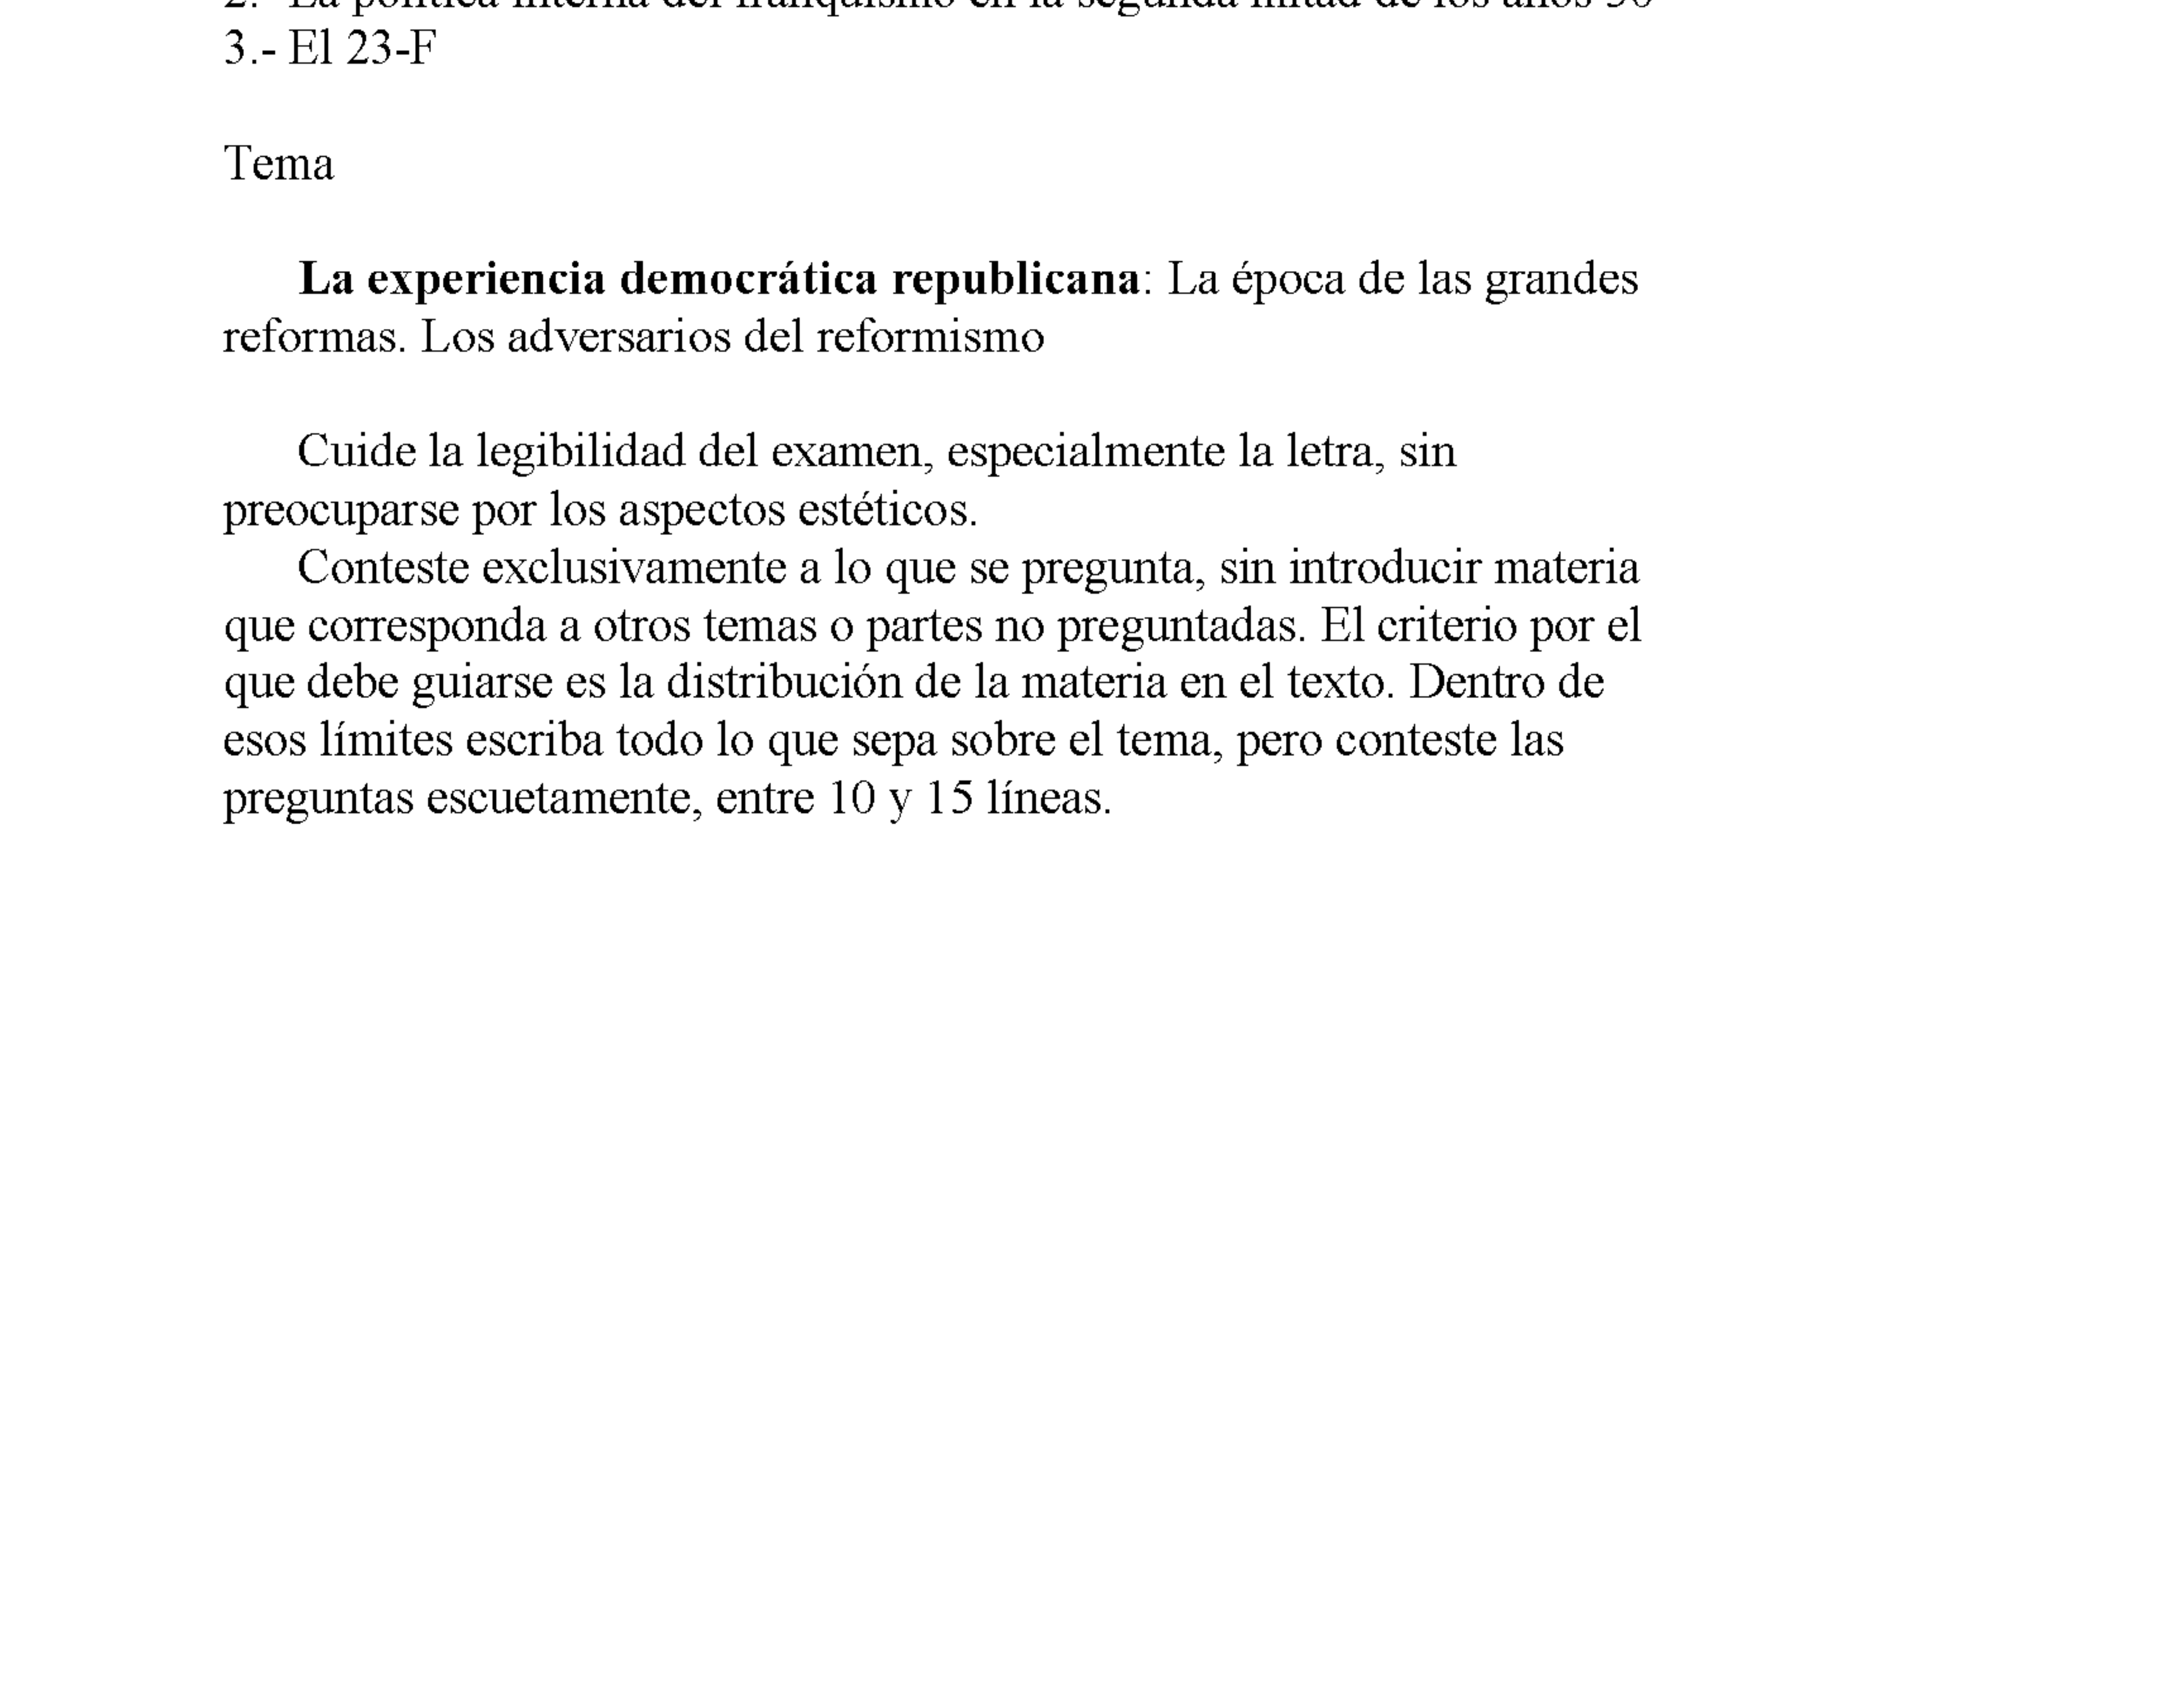 2.- La política interna del franquismo en la segunda mitad de los años 50
3.- El 23-F
Tema
La experiencia democrática republicana: La época de las grandes
reformas. Los adversarios del reformismo
Cuide la legibilidad del examen, especialmente la letra, sin
preocuparse por los aspectos estéticos.
Conteste exclusivamente a lo que se pregunta, sin introducir materia
que corresponda a otros temas o partes no preguntadas. El criterio por el
que debe guiarse es la distribución de la materia en el texto. Dentro de
esos límites escriba todo lo que sepa sobre el tema, pero conteste las
preguntas escuetamente, entre 10 y 15 líneas.